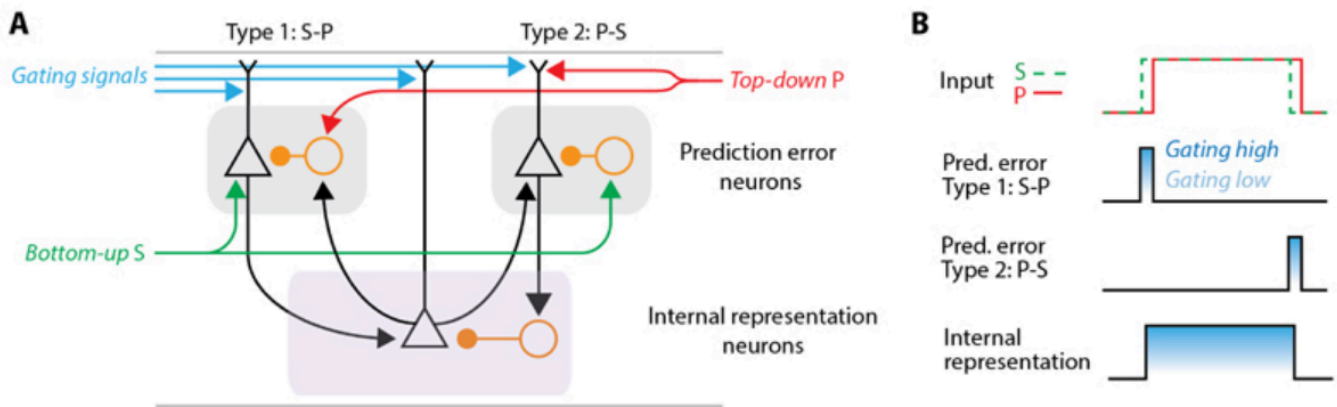 A
Type 1: S-P
Type 2: P-S
Gating signals
Top-down P
Prediction error
neurons
Bottom-up S
Internal representation
neurons
B
Input
S
P
Pred. error
Type 1: S-P
Gating high
Gating low
Pred. error
Type 2: P-S
Internal
representation